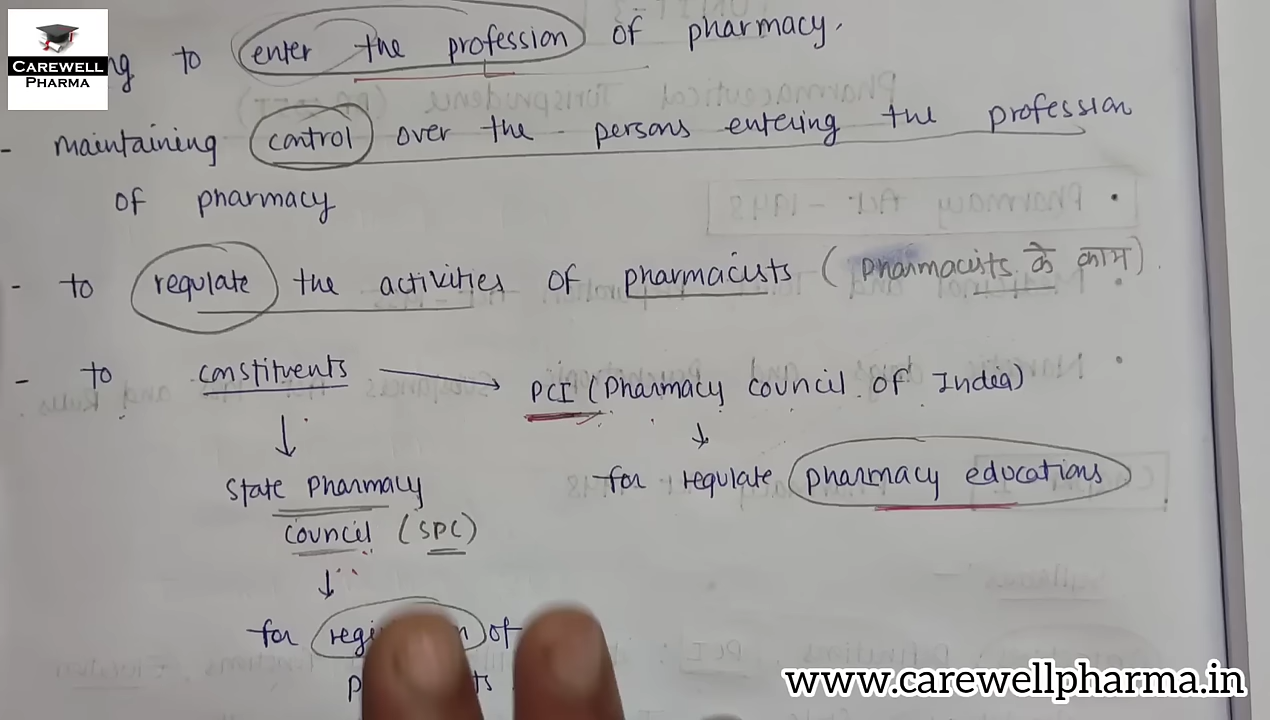 CAREWELL
PHARMA
ng to enter the profession of pharmacy.
- maintaining control over the persons entering the profession
of pharmacy
- to regulate the activities of pharmacists (pharmacists के काम)
- to constituents → PCI (Pharmacy council of India)
↓ ↓
State Pharmacy for regulate pharmacy educations
council (SPC)
↓
for of
www.carewellpharma.in